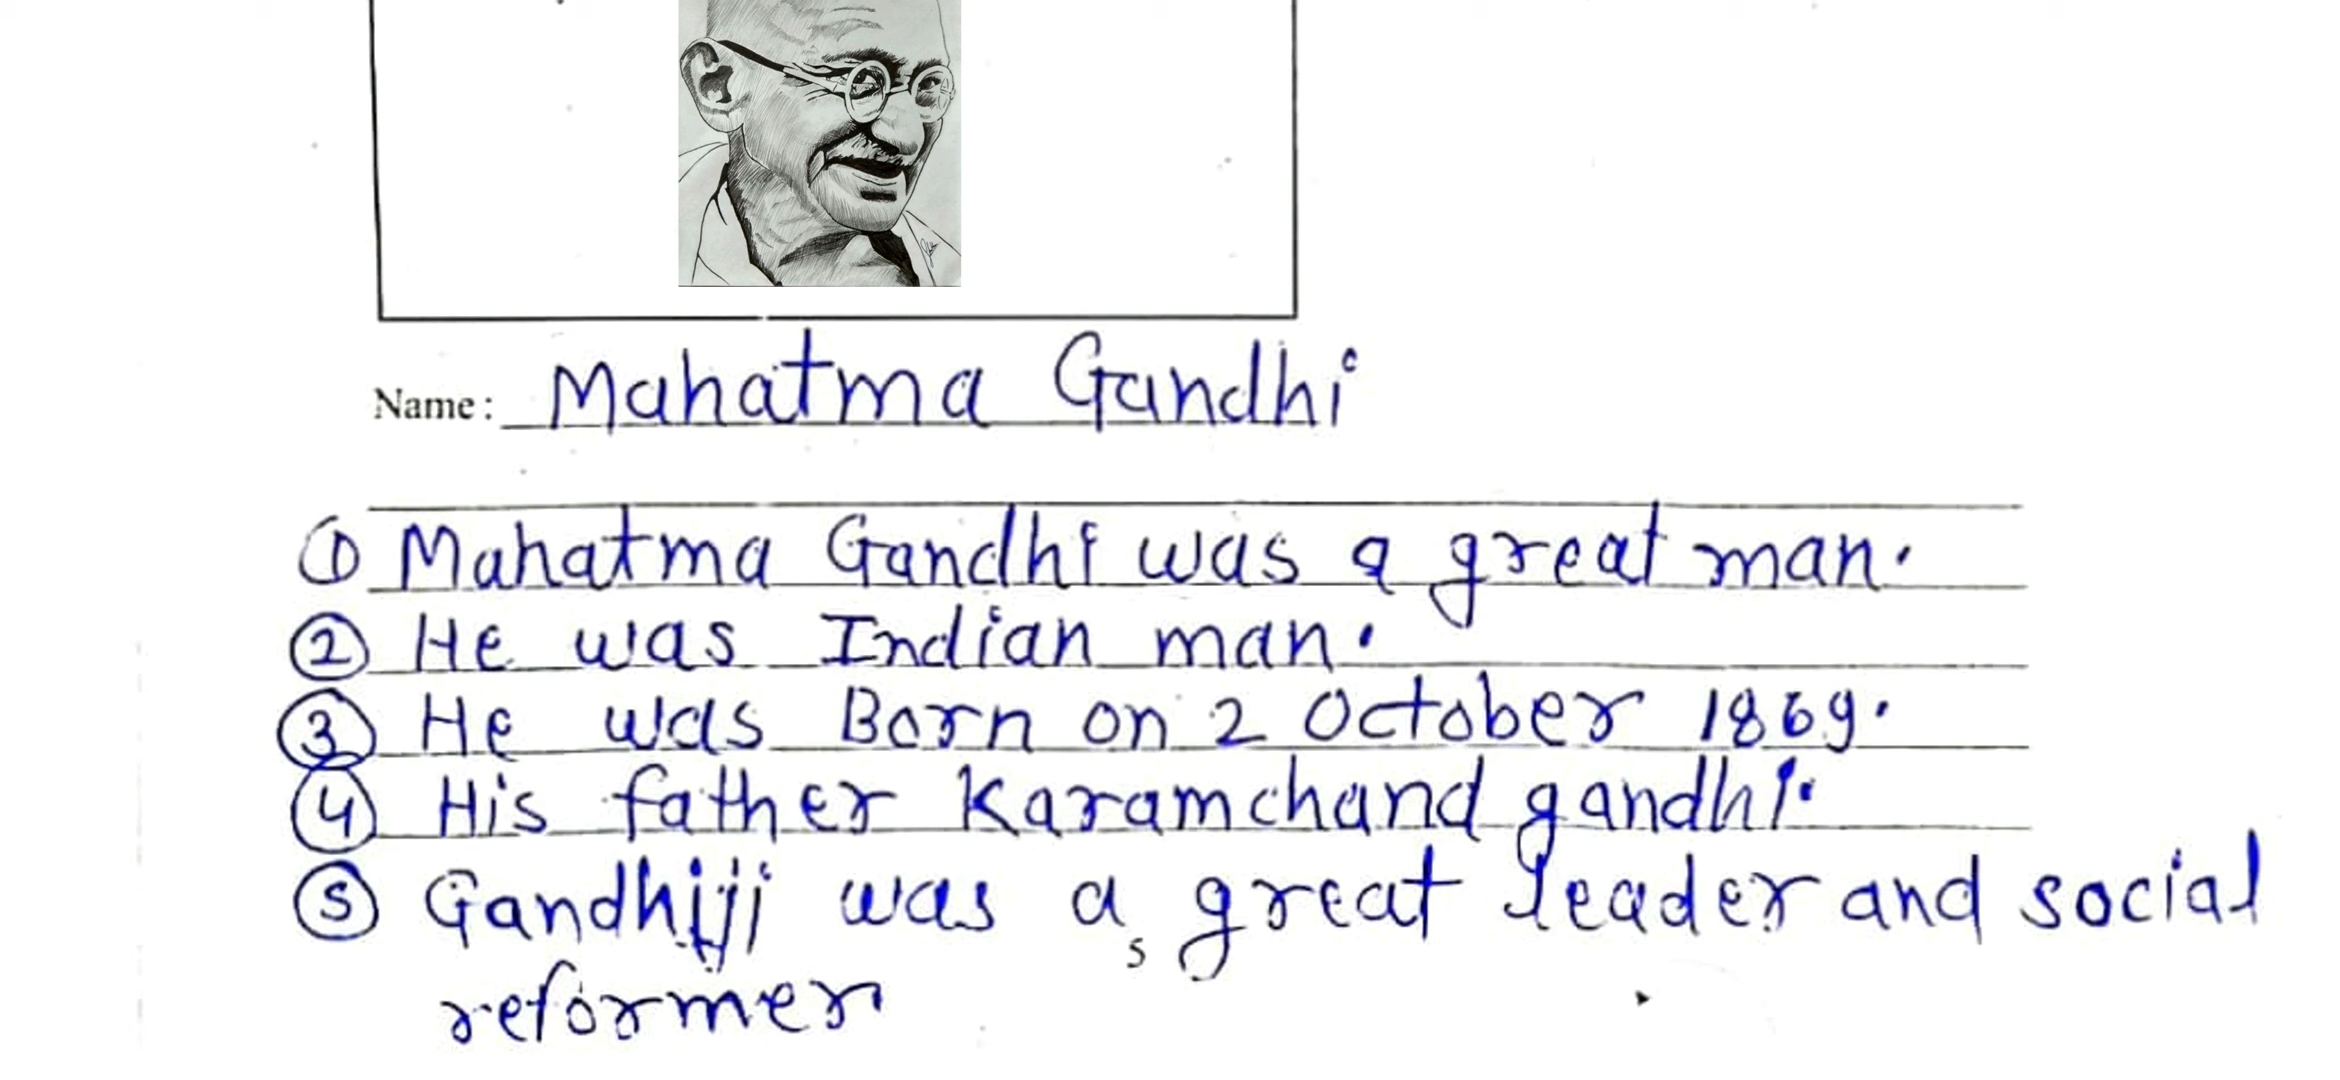 Name: Mahatma Gandhi
① Mahatma Gandhi was a great man.
② He was Indian man.
③ He was Born on 2 October 1869.
④ His father Karamchand gandhi.
⑤ Gandhiji was a great leader and social
5
reformer